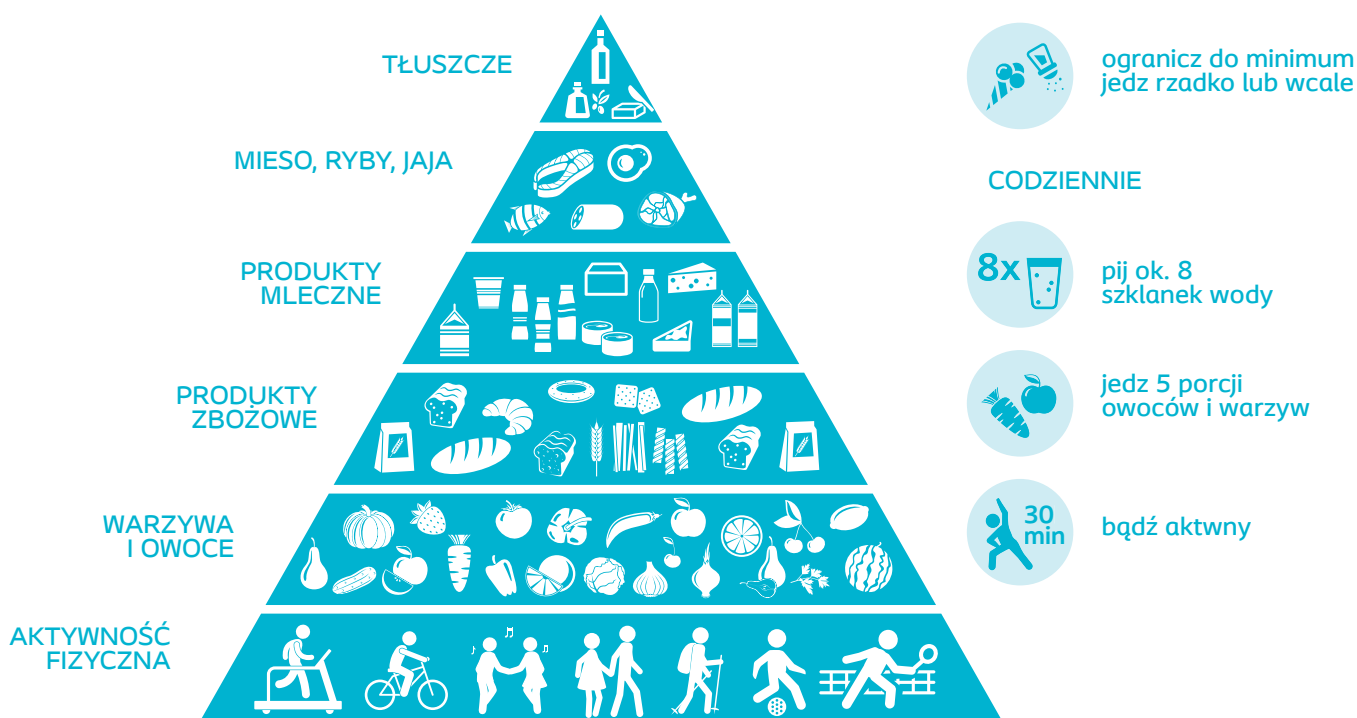 TŁUSZCZE
MIESO, RYBY, JAJA
PRODUKTY
MLECZNE
PRODUKTY
ZBOŻOWE
WARZYWA
I OWOCE
AKTYWNOŚĆ
FIZYCZNA
ogranicz do minimum
jedz rzadko lub wcale
CODZIENNIE
8x
pij ok. 8
szklanek wody
jedz 5 porcji
owoców i warzyw
30
min
bądź aktwny